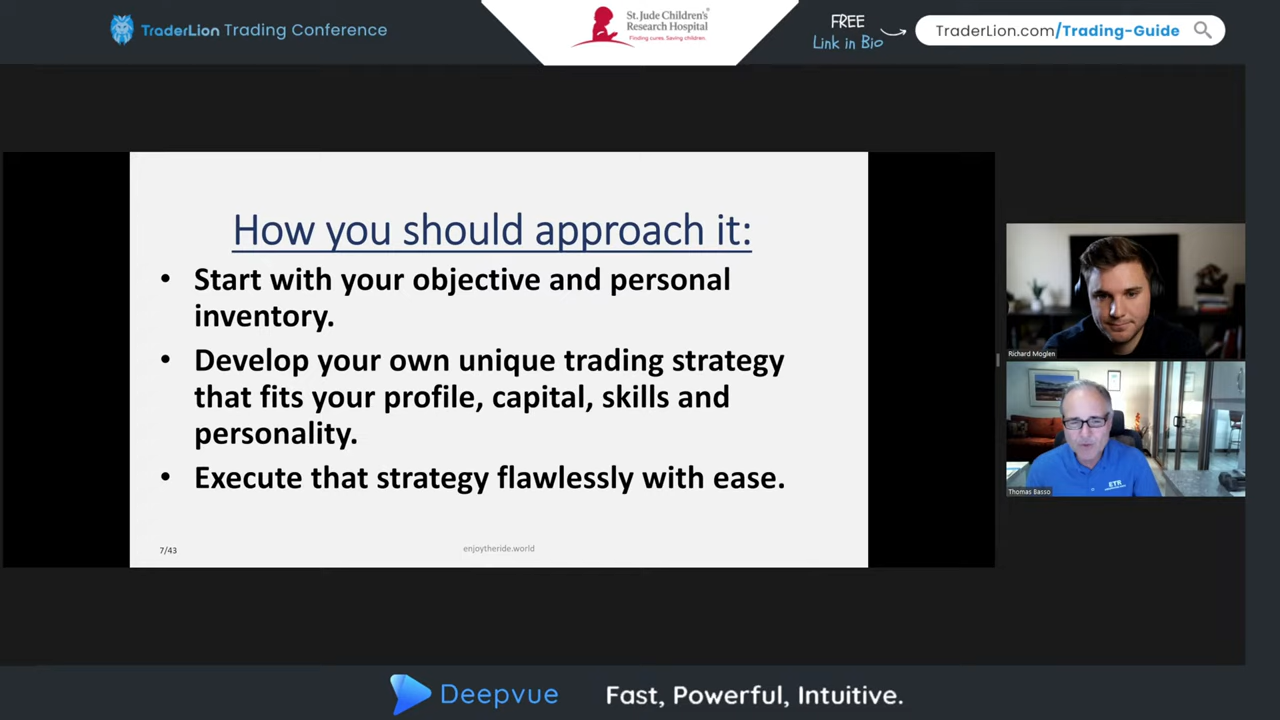 TraderLion Trading Conference
St. Jude Children's
Research Hospital
Finding cures. Saving children.
FREE
Link in Bio
TraderLion.com/Trading-Guide
How you should approach it:
• Start with your objective and personal
inventory.
• Develop your own unique trading strategy
that fits your profile, capital, skills and
personality.
• Execute that strategy flawlessly with ease.
7/43
enjoytheride.world
Richard Moglen
ETR
Thomas Basso
Deepvue
Fast, Powerful, Intuitive.